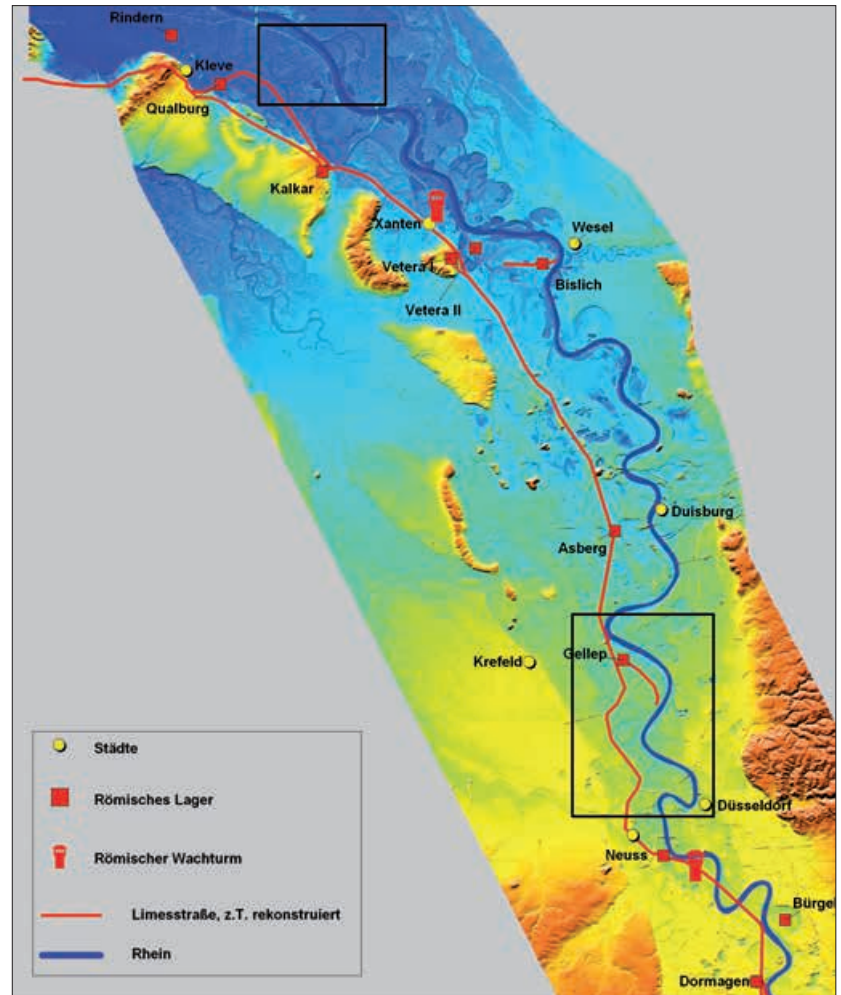 Rindern
Kleve
Qualburg
Kalkar
Xanten
Wesel
Vetera I
Bislich
Vetera II
Duisburg
Asberg
Gellep
Krefeld
Städte
Römisches Lager
Düsseldorf
Neuss
Römischer Wachturm
Bürgel
Limesstraße, z.T. rekonstruiert
Rhein
Dormagen